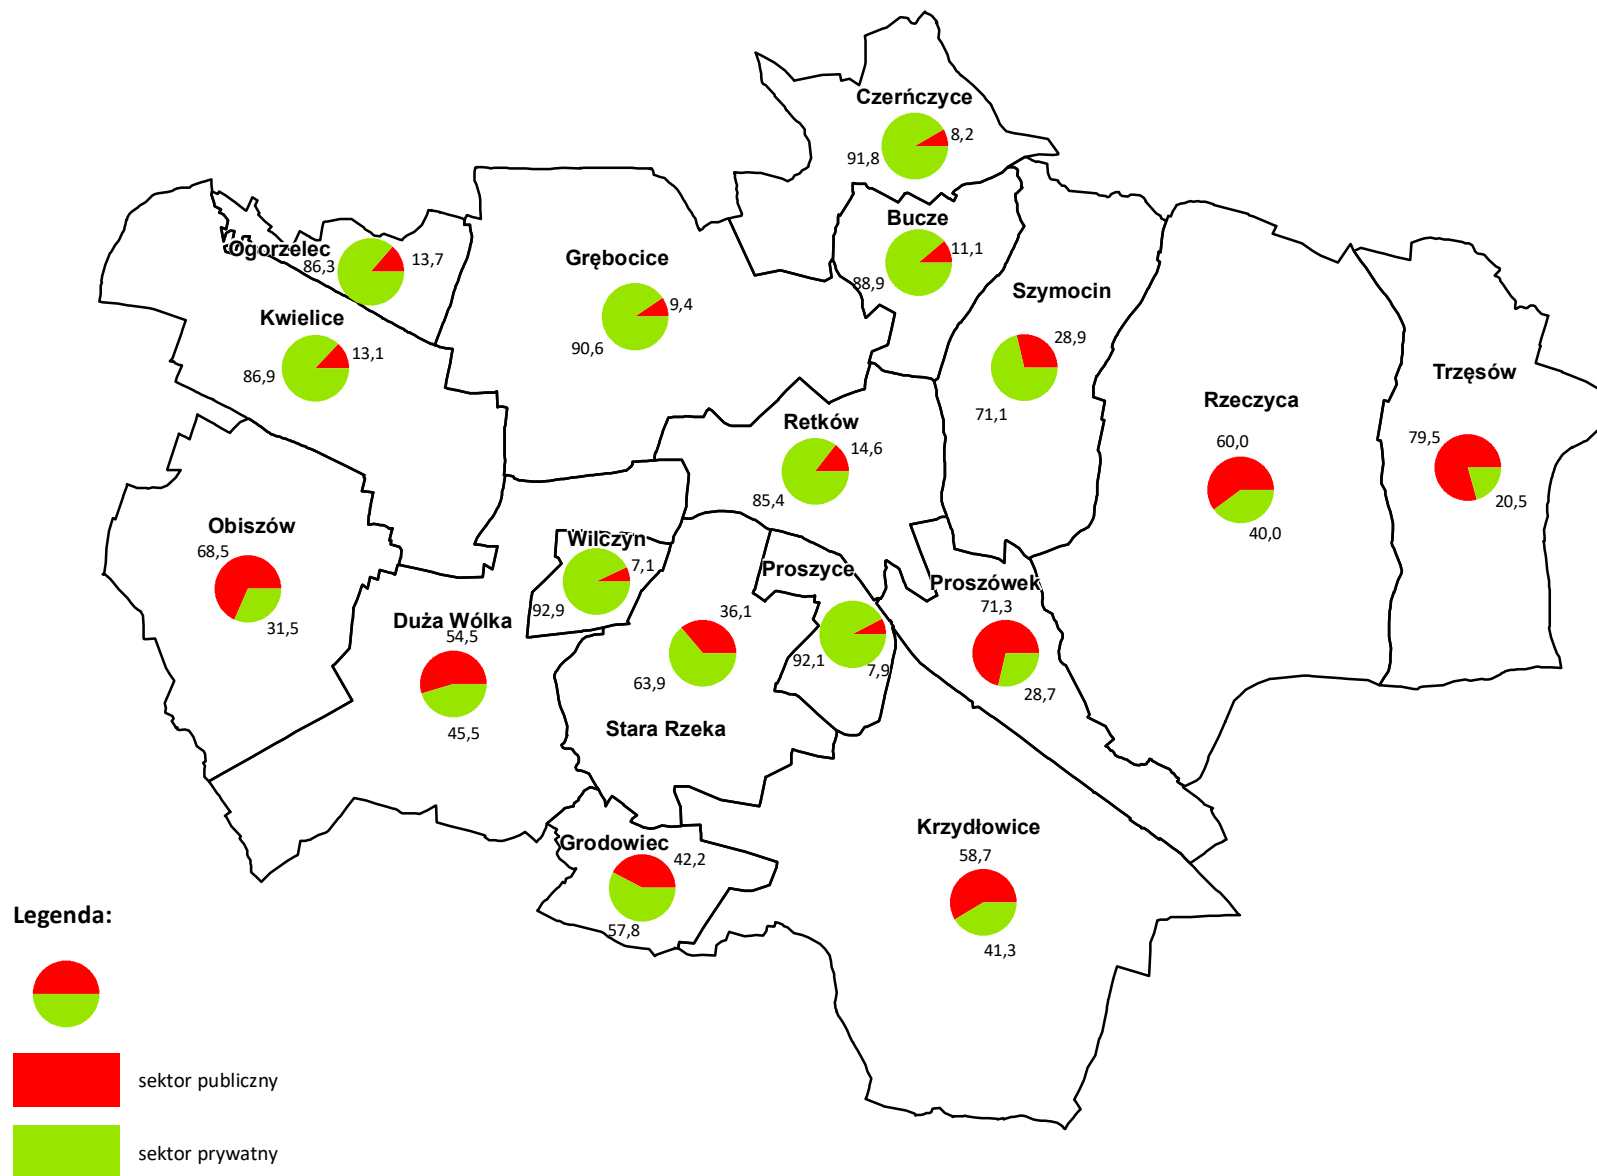 Czerńczyce
8,2
91,8
Bucze
11,1
88,9
Ogorzelec
86,3
13,7
Grębocice
9,4
90,6
Szymocin
28,9
71,1
Kwielice
13,1
86,9
Trzęsów
79,5
20,5
Rzeczyca
60,0
40,0
Retków
14,6
85,4
Obiszów
68,5
31,5
Wilczyn
7,1
92,9
Proszyce
92,1
7,9
Proszówek
71,3
28,7
Duża Wólka
54,5
45,5
36,1
63,9
Stara Rzeka
Krzydłowice
58,7
41,3
Grodowiec
42,2
57,8
Legenda:
sektor publiczny
sektor prywatny